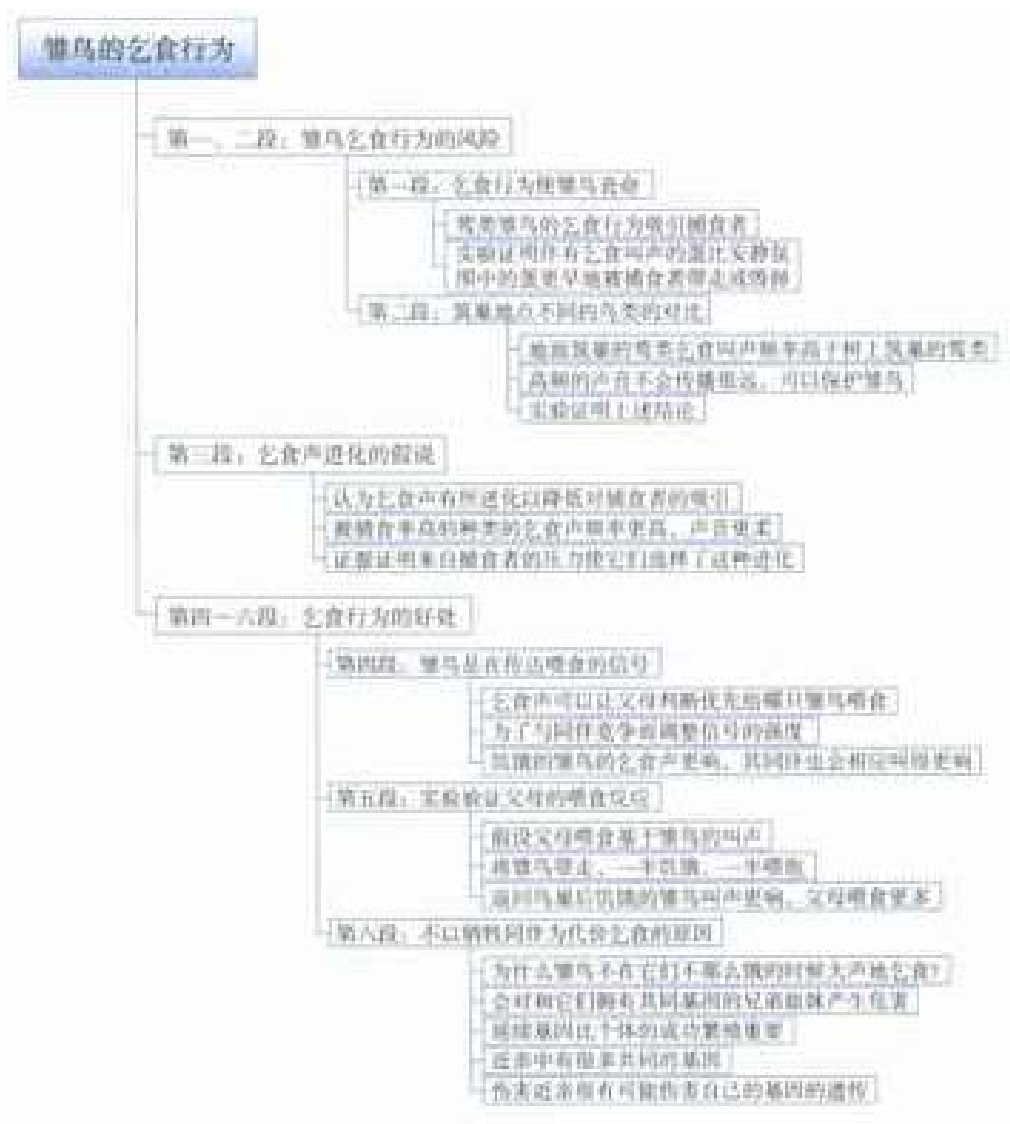 雏鸟的乞食行为
第一、二段：雏鸟乞食行为的风险
第一段：乞食行为使雏鸟丧命
莺类雏鸟的乞食行为吸引捕食者
实验证明伴有乞食叫声的蛋比安静氛
围中的蛋更早地被捕食者带走或毁掉
第二段：筑巢地点不同的鸟类的对比
地面筑巢的莺类乞食叫声频率高于树上筑巢的莺类
高频的声音不会传播很远，可以保护雏鸟
实验证明上述结论
第三段：乞食声进化的假说
认为乞食声有所进化以降低对捕食者的吸引
被捕食率高的种类的乞食声频率更高，声音更柔
证据证明来自捕食者的压力使它们选择了这种进化
第四－六段：乞食行为的好处
第四段：雏鸟是在传达喂食的信号
乞食声可以让父母判断优先给哪只雏鸟喂食
为了与同伴竞争而调整信号的强度
饥饿的雏鸟的乞食声更响，其同伴也会相应叫得更响
第五段：实验验证父母的喂食反应
假设父母喂食基于雏鸟的叫声
将雏鸟带走，一半饥饿，一半喂饱
返回鸟巢后饥饿的雏鸟叫声更响，父母喂食更多
第六段：不以牺牲同伴为代价乞食的原因
为什么雏鸟不在它们不那么饿的时候大声地乞食？
会对和它们拥有共同基因的兄弟姐妹产生危害
延续基因比个体的成功繁殖重要
近亲中有很多共同的基因
伤害近亲很有可能伤害自己的基因的遗传